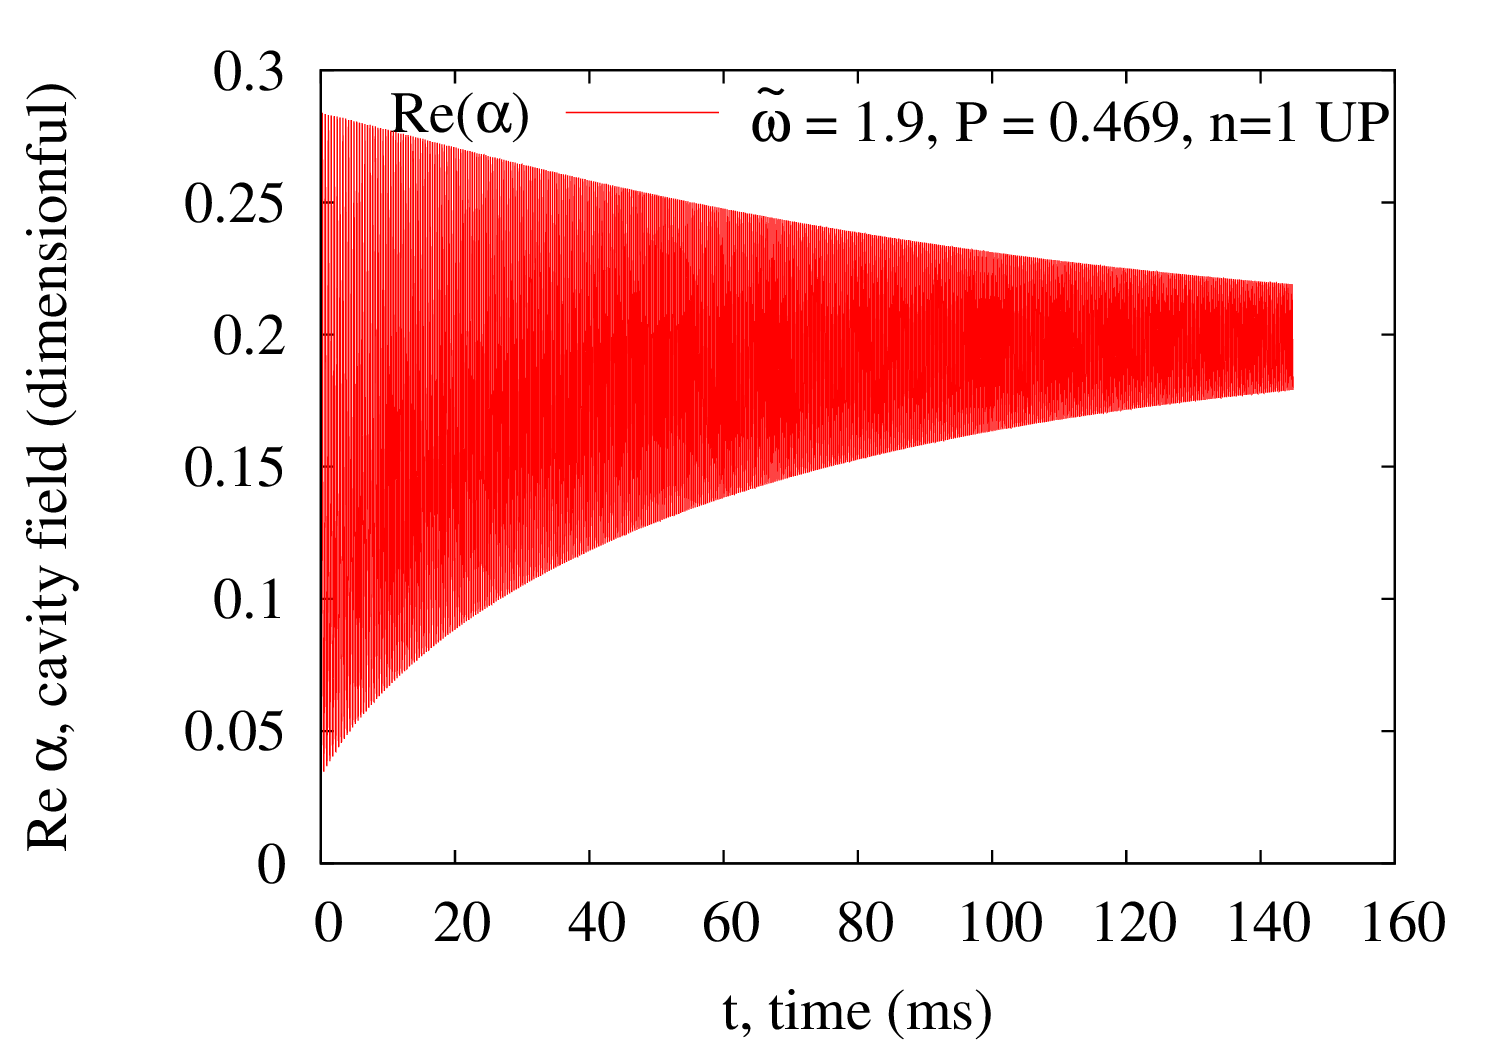 0.3
0.25
0.2
0.15
0.1
0.05
0
Re α, cavity field (dimensionful)
Re(α)
ω̃ = 1.9, P = 0.469, n=1 UP
0 20 40 60 80 100 120 140 160
t, time (ms)